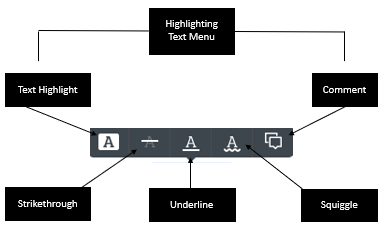 Highlighting
Text Menu
Text Highlight
Comment
A A A A
Strikethrough
Underline
Squiggle